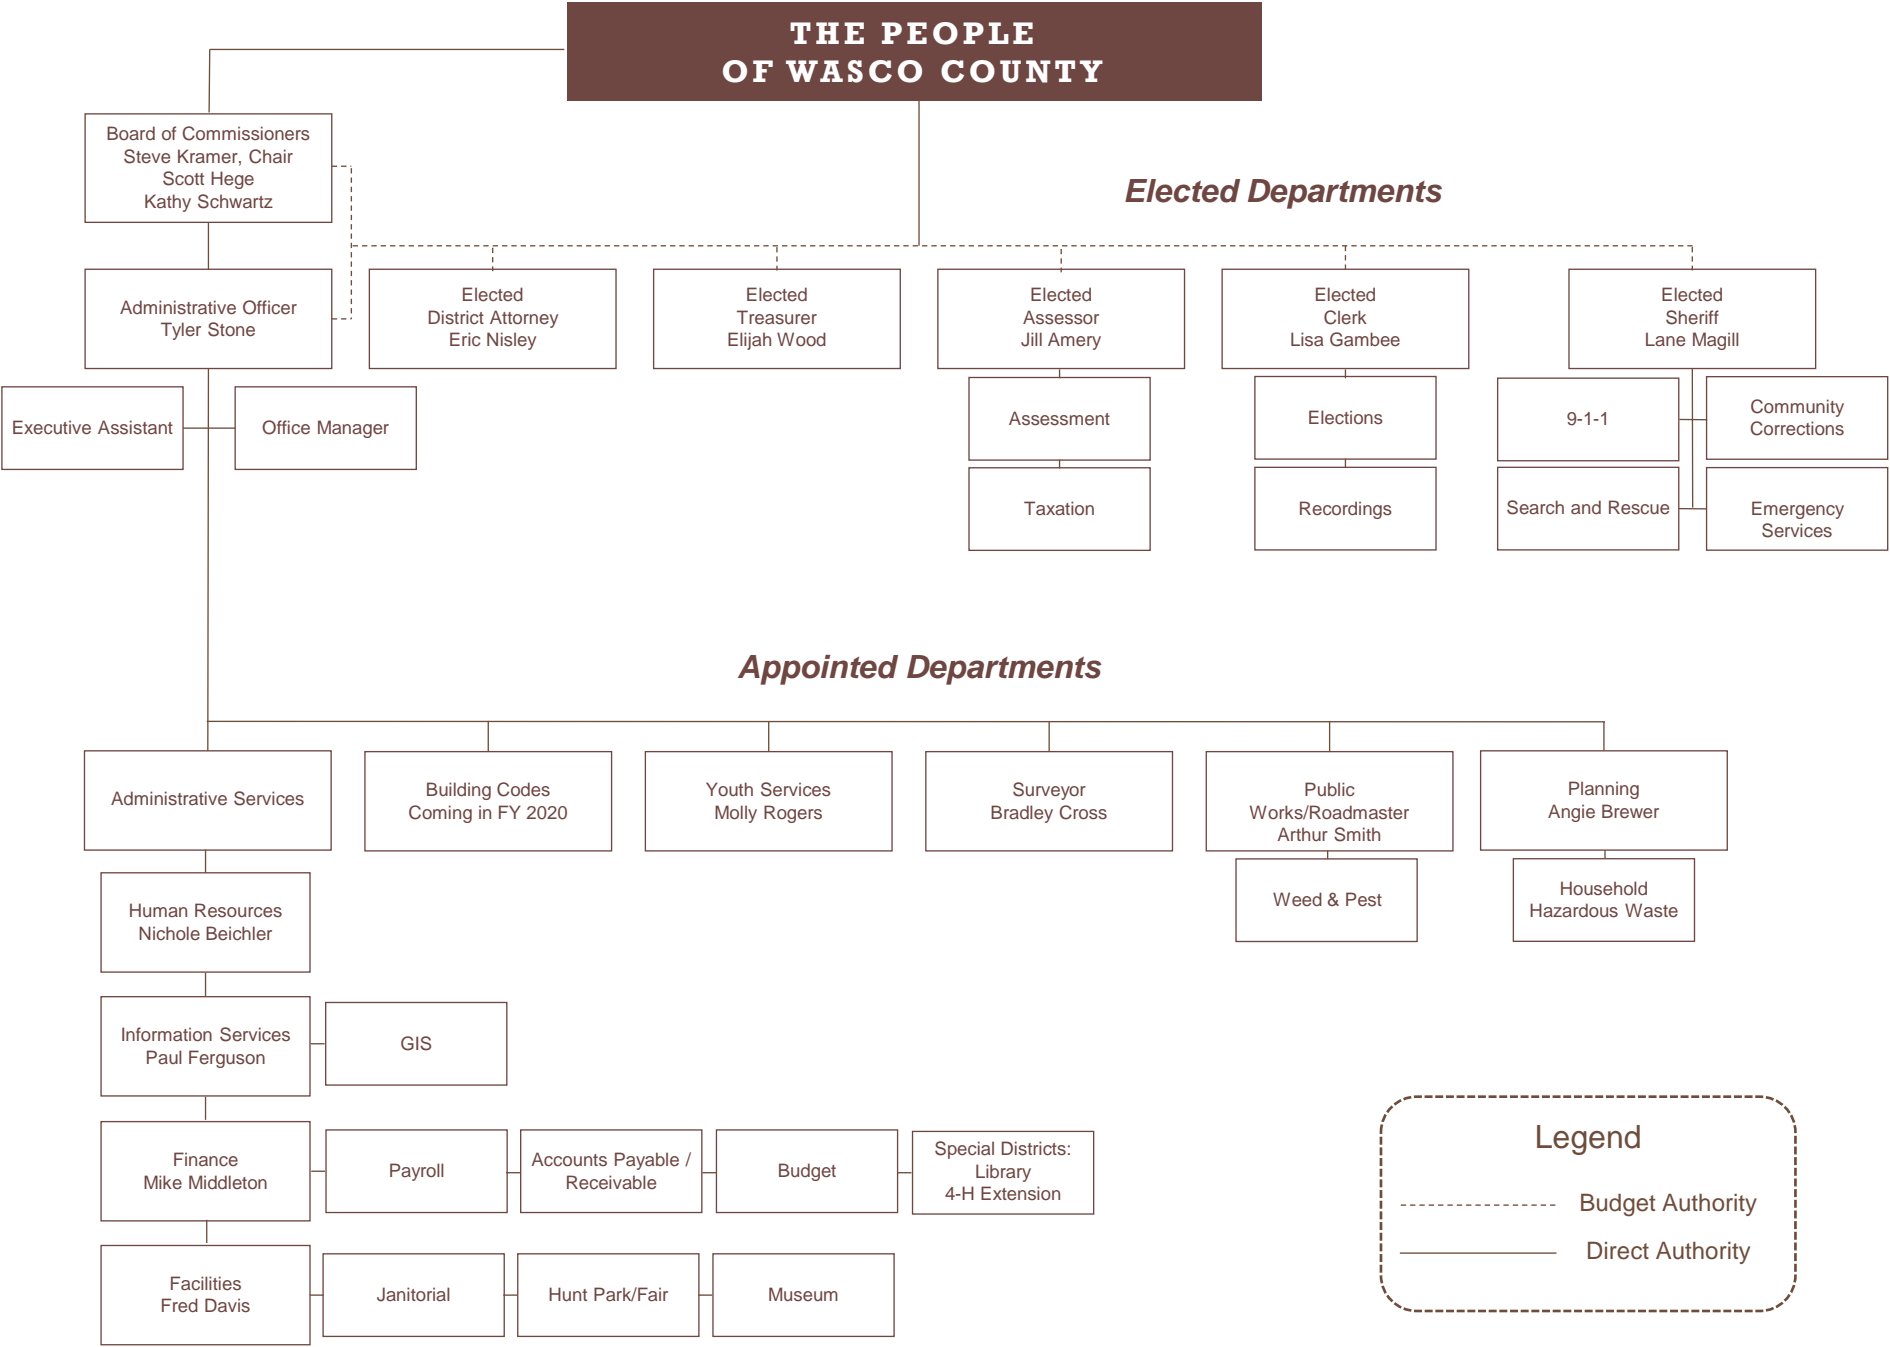 THE PEOPLE
OF WASCO COUNTY
Board of Commissioners
Steve Kramer, Chair
Scott Hege
Kathy Schwartz
Elected Departments
Administrative Officer
Tyler Stone
Elected
District Attorney
Eric Nisley
Elected
Treasurer
Elijah Wood
Elected
Assessor
Jill Amery
Elected
Clerk
Lisa Gambee
Elected
Sheriff
Lane Magill
Executive Assistant
Office Manager
Assessment
Elections
9-1-1
Community
Corrections
Taxation
Recordings
Search and Rescue
Emergency
Services
Appointed Departments
Administrative Services
Building Codes
Coming in FY 2020
Youth Services
Molly Rogers
Surveyor
Bradley Cross
Public
Works/Roadmaster
Arthur Smith
Planning
Angie Brewer
Human Resources
Nichole Beichler
Weed & Pest
Household
Hazardous Waste
Information Services
Paul Ferguson
GIS
Finance
Mike Middleton
Payroll
Accounts Payable /
Receivable
Budget
Special Districts:
Library
4-H Extension
Facilities
Fred Davis
Janitorial
Hunt Park/Fair
Museum
Legend
Budget Authority
Direct Authority